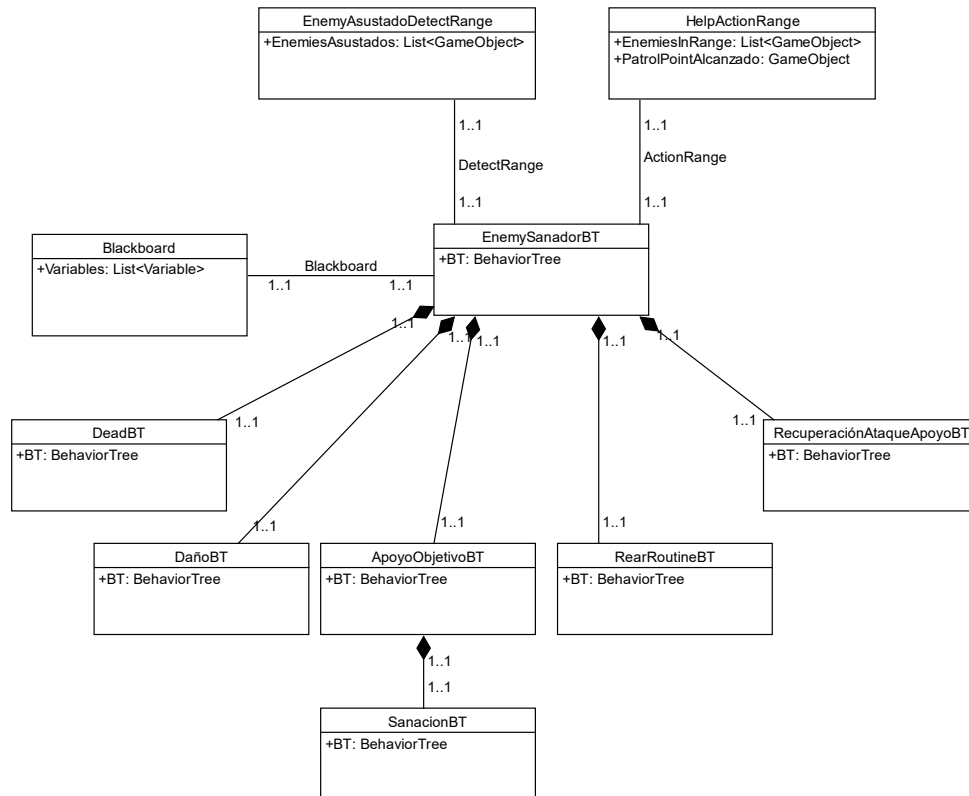 EnemyAsustadoDetectRange
+EnemiesAsustados: List<GameObject>
HelpActionRange
+EnemiesInRange: List<GameObject>
+PatrolPointAlcanzado: GameObject
1..1
1..1
DetectRange
ActionRange
1..1
1..1
EnemySanadorBT
+BT: BehaviorTree
Blackboard
+Variables: List<Variable>
Blackboard
1..1
1..1
1..1
1..1
1..1
1..1
1..1
1..1
DeadBT
+BT: BehaviorTree
1..1
RecuperaciónAtaqueApoyoBT
+BT: BehaviorTree
1..1
1..1
1..1
DañoBT
+BT: BehaviorTree
ApoyoObjetivoBT
+BT: BehaviorTree
RearRoutineBT
+BT: BehaviorTree
1..1
1..1
SanacionBT
+BT: BehaviorTree